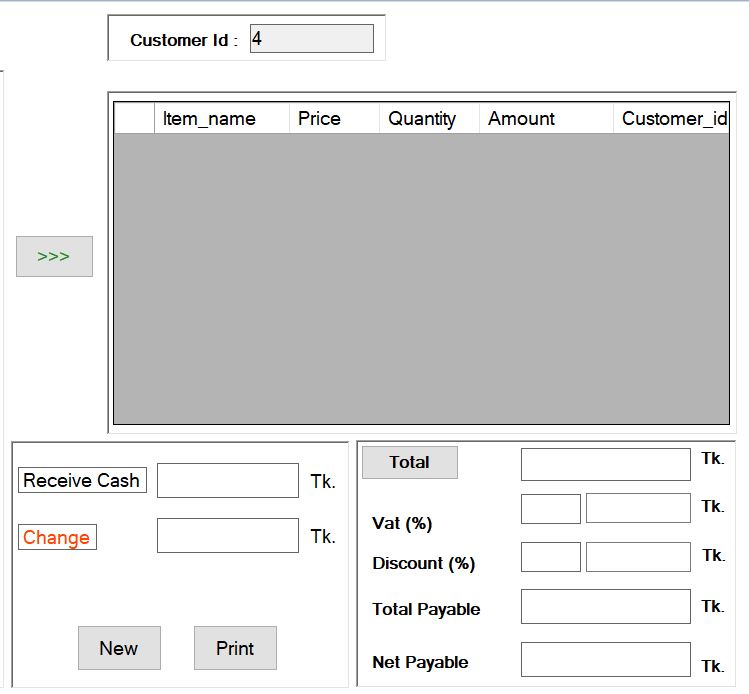 Customer Id : 4
Item_name Price Quantity Amount Customer_id
>>>
Receive Cash Tk.
Change Tk.
New Print
Total Tk.
Vat (%) Tk.
Discount (%) Tk.
Total Payable Tk.
Net Payable Tk.